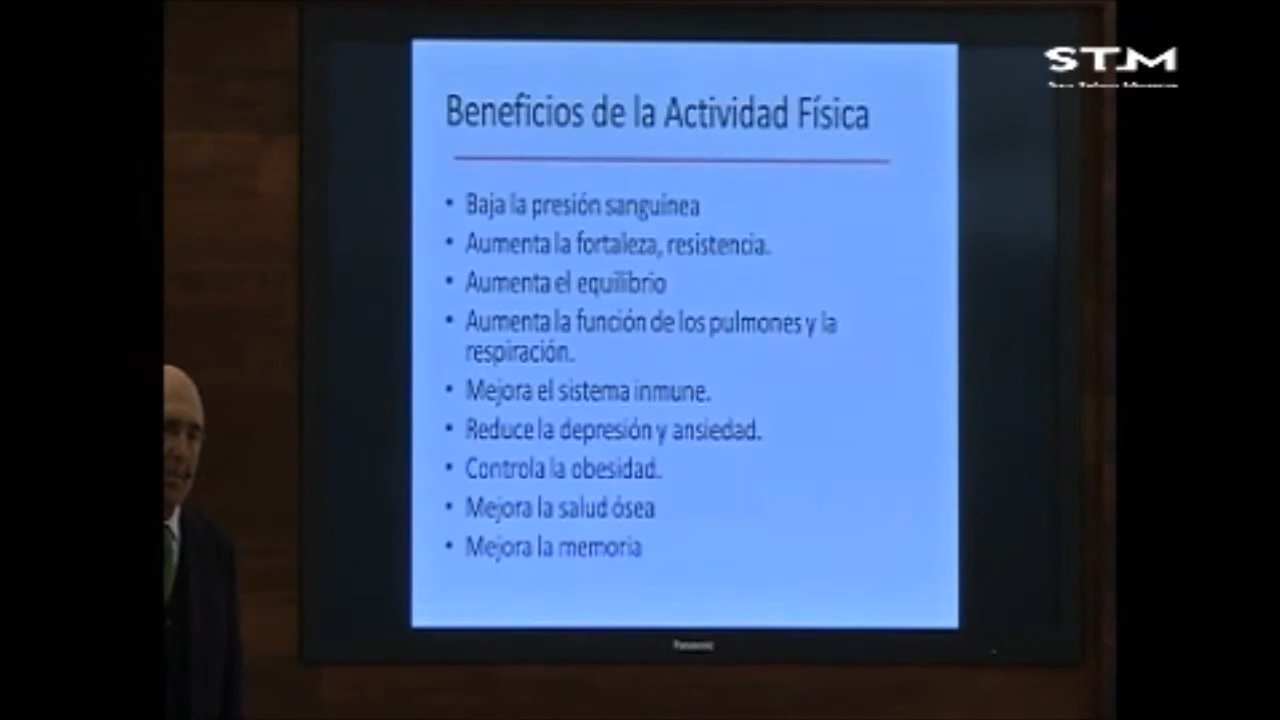 STM
Beneficios de la Actividad Física
• Baja la presión sanguínea
• Aumenta la fortaleza, resistencia.
• Aumenta el equilibrio
• Aumenta la función de los pulmones y la
respiración.
• Mejora el sistema inmune.
• Reduce la depresión y ansiedad.
• Controla la obesidad.
• Mejora la salud ósea
• Mejora la memoria
Panasonic